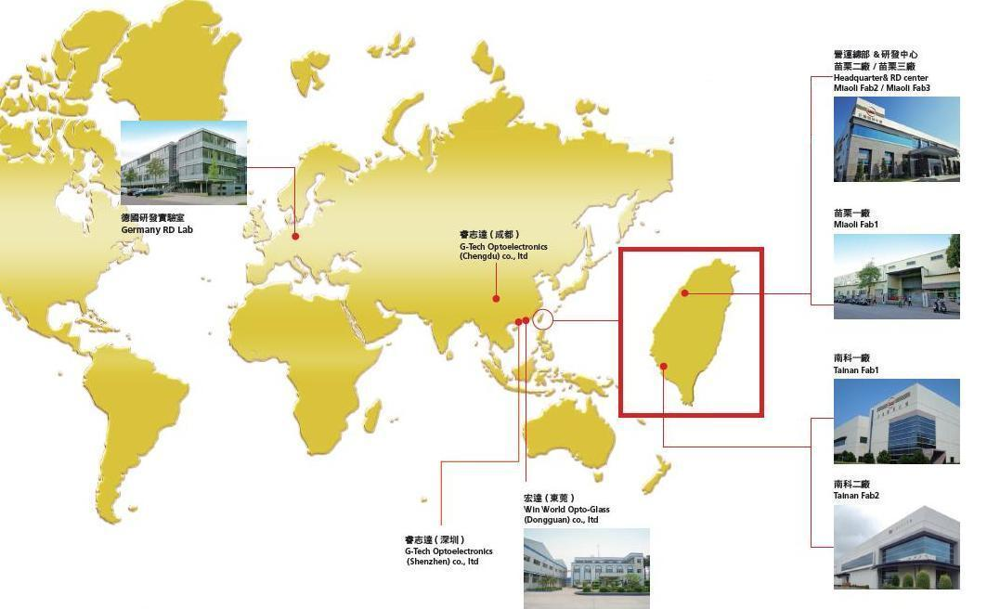 營運總部 & 研發中心
苗栗二廠 / 苗栗三廠
Headquarter& RD center
Miaoli Fab2 / Miaoli Fab3
苗栗一廠
Miaoli Fab1
德國研發實驗室
Germany RD Lab
睿志達 ( 成都 )
G-Tech Optoelectronics
(Chengdu) co., ltd
南科一廠
Tainan Fab1
南科二廠
Tainan Fab2
宏達 ( 東莞 )
Win World Opto-Glass
(Dongguan) co., ltd
睿志達 ( 深圳 )
G-Tech Optoelectronics
(Shenzhen) co., ltd